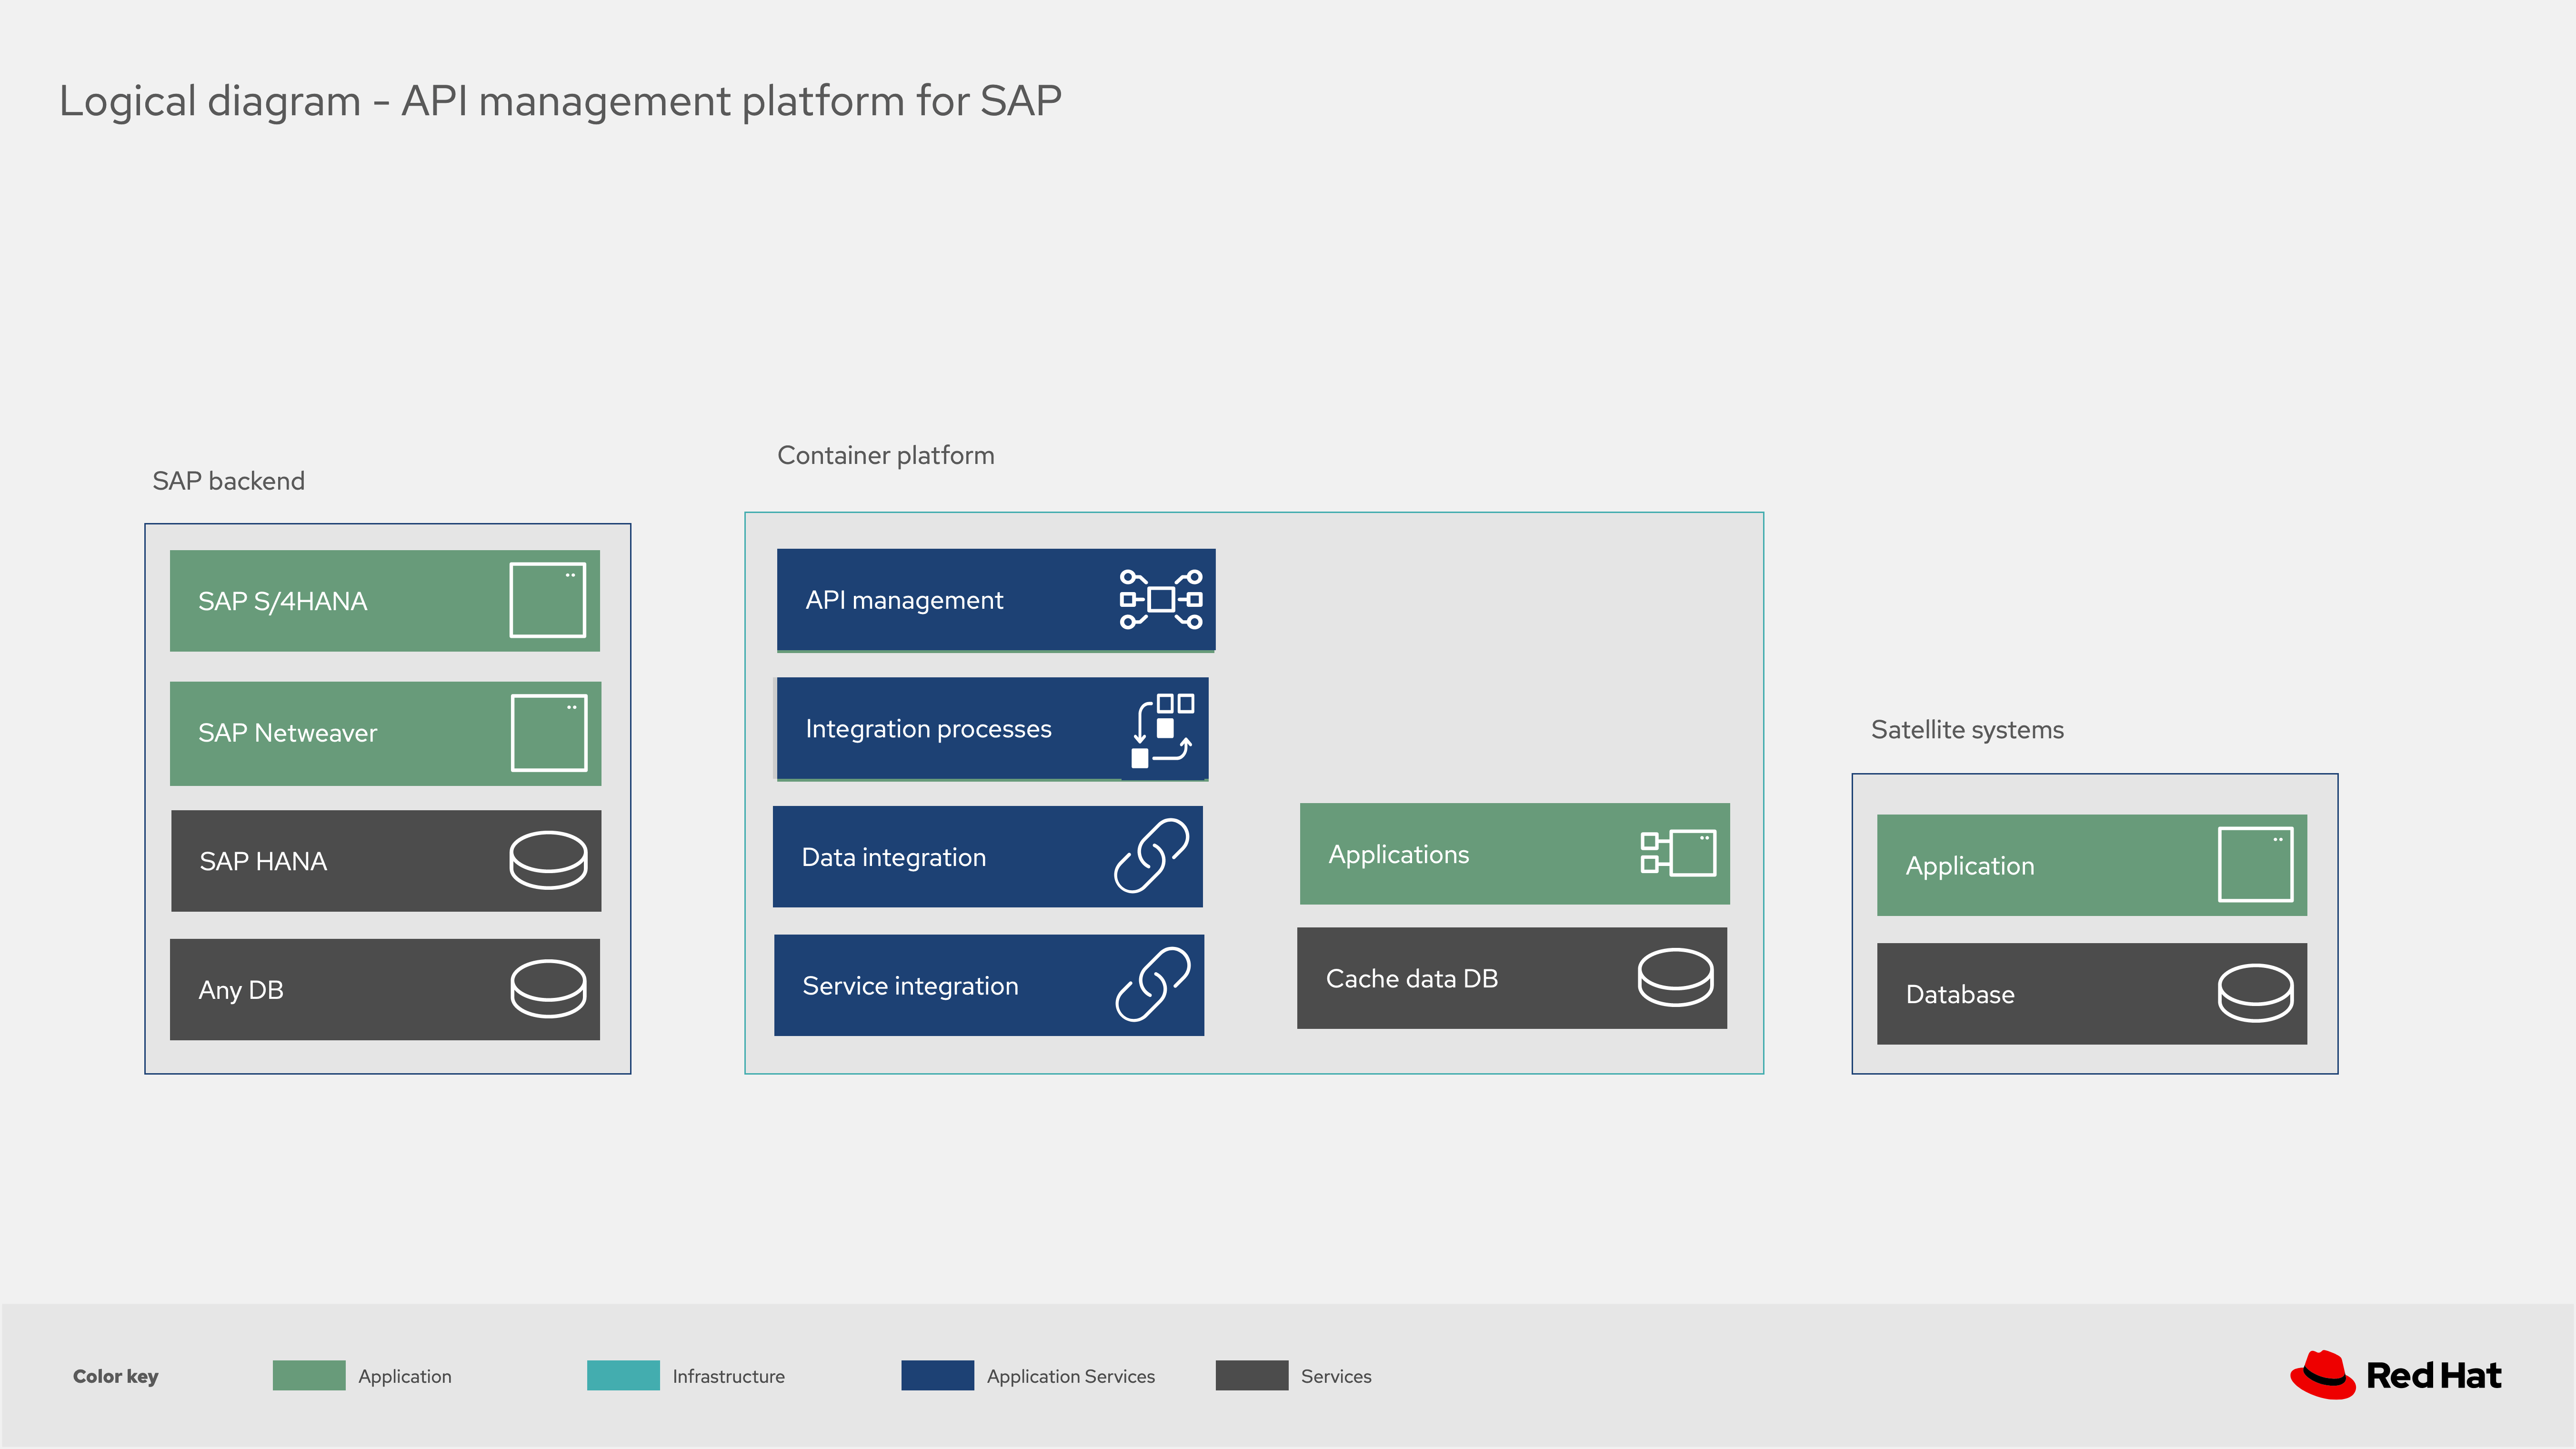 Logical diagram - API management platform for SAP
SAP backend
SAP S/4HANA
SAP Netweaver
SAP HANA
Any DB
Container platform
API management
Integration processes
Data integration
Service integration
Applications
Cache data DB
Satellite systems
Application
Database
Color key
Application
Infrastructure
Application Services
Services
Red Hat